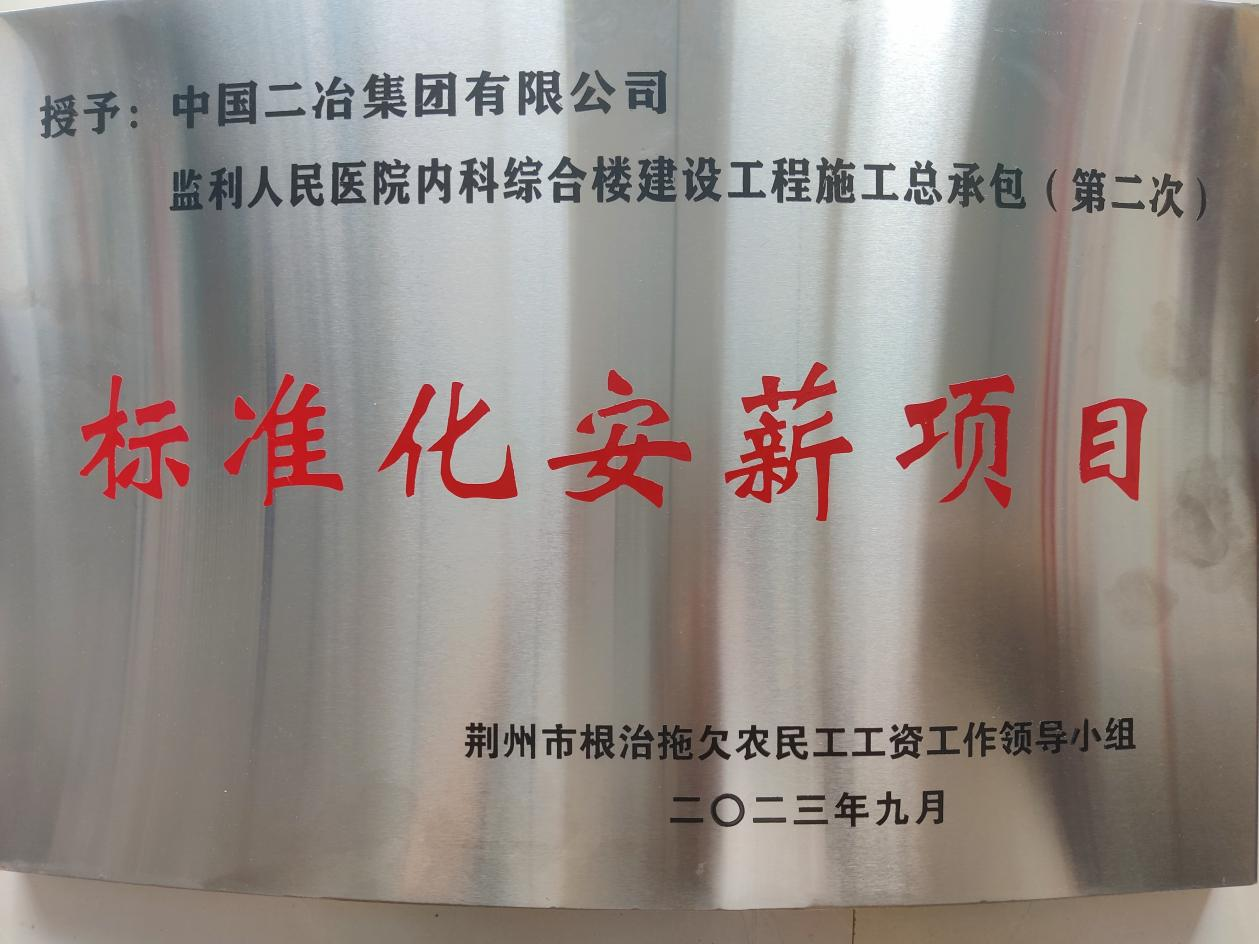 授予：中国二冶集团有限公司
监利人民医院内科综合楼建设工程施工总承包（第二次）
标准化安薪项目
荆州市根治拖欠农民工工资工作领导小组
二〇二三年九月